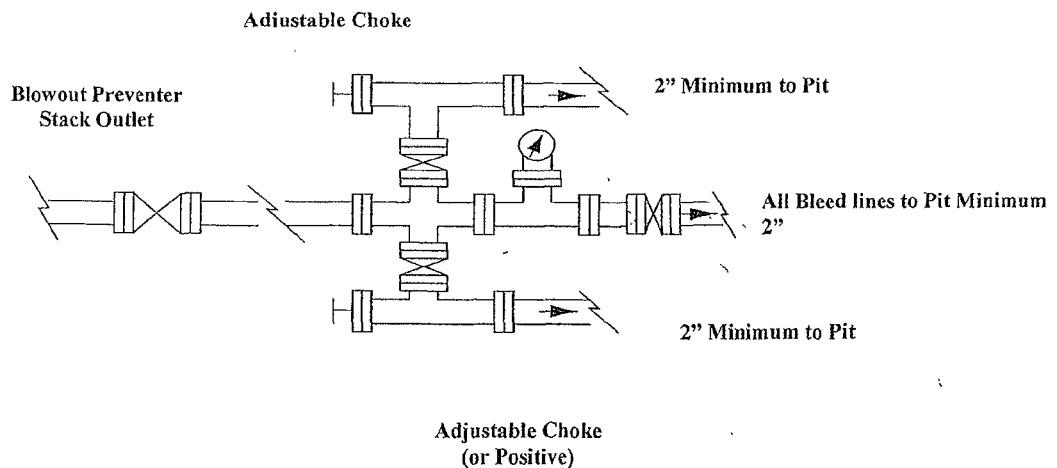 Adiustable Choke
Blowout Preventer
Stack Outlet
2" Minimum to Pit
All Bleed lines to Pit Minimum
2"
2" Minimum to Pit
Adjustable Choke
(or Positive)